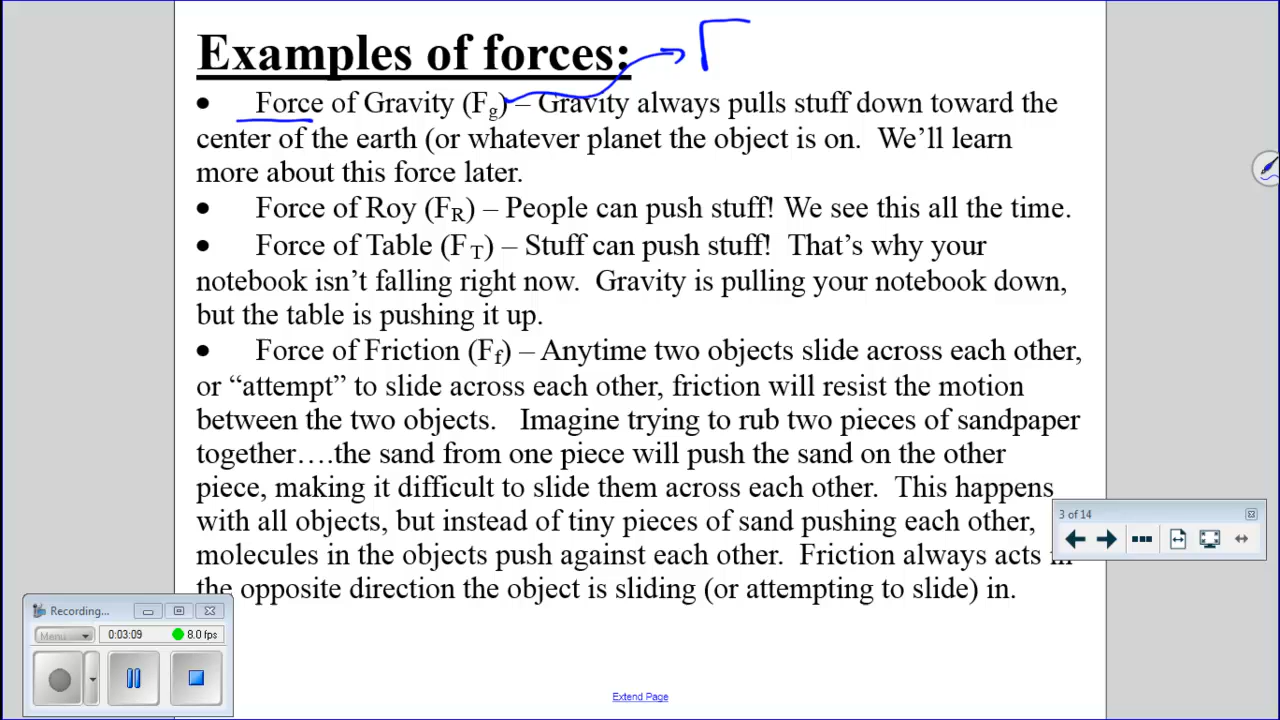 Examples of forces:
• Force of Gravity (Fg) – Gravity always pulls stuff down toward the
center of the earth (or whatever planet the object is on.  We’ll learn
more about this force later.
• Force of Roy (FR) – People can push stuff! We see this all the time.
• Force of Table (F T) – Stuff can push stuff!  That’s why your
notebook isn’t falling right now.  Gravity is pulling your notebook down,
but the table is pushing it up.
• Force of Friction (Ff) – Anytime two objects slide across each other,
or “attempt” to slide across each other, friction will resist the motion
between the two objects.   Imagine trying to rub two pieces of sandpaper
together….the sand from one piece will push the sand on the other
piece, making it difficult to slide them across each other.  This happens
with all objects, but instead of tiny pieces of sand pushing each other,
molecules in the objects push against each other.  Friction always acts in
the opposite direction the object is sliding (or attempting to slide) in.
3 of 14
Recording...
Menu
0:03:09
8.0 fps
Extend Page